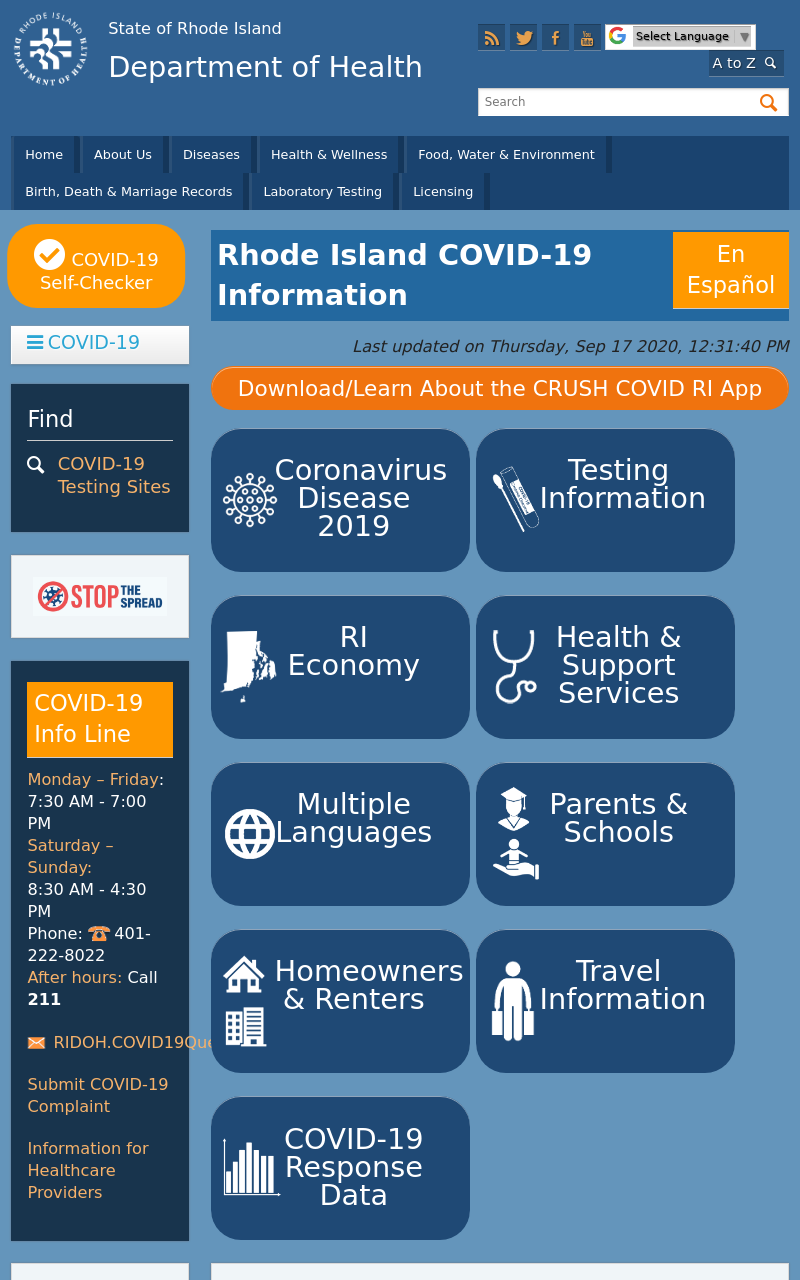 RHODE ISLAND
DEPARTMENT OF HEALTH
State of Rhode Island
Department of Health
You
Tube
G Select Language ▼
A to Z
Search
Home
About Us
Diseases
Health & Wellness
Food, Water & Environment
Birth, Death & Marriage Records
Laboratory Testing
Licensing
COVID-19
Self-Checker
COVID-19
Find
COVID-19
Testing Sites
STOP THE
SPREAD
COVID-19
Info Line
Monday – Friday:
7:30 AM - 7:00
PM
Saturday –
Sunday:
8:30 AM - 4:30
PM
Phone: 401-
222-8022
After hours: Call
211
RIDOH.COVID19Que
Submit COVID-19
Complaint
Information for
Healthcare
Providers
Rhode Island COVID-19
Information
En
Español
Last updated on Thursday, Sep 17 2020, 12:31:40 PM
Download/Learn About the CRUSH COVID RI App
Coronavirus
Disease
2019
Testing
Information
RI
Economy
Health &
Support
Services
Multiple
Languages
Parents &
Schools
Homeowners
& Renters
Travel
Information
COVID-19
Response
Data